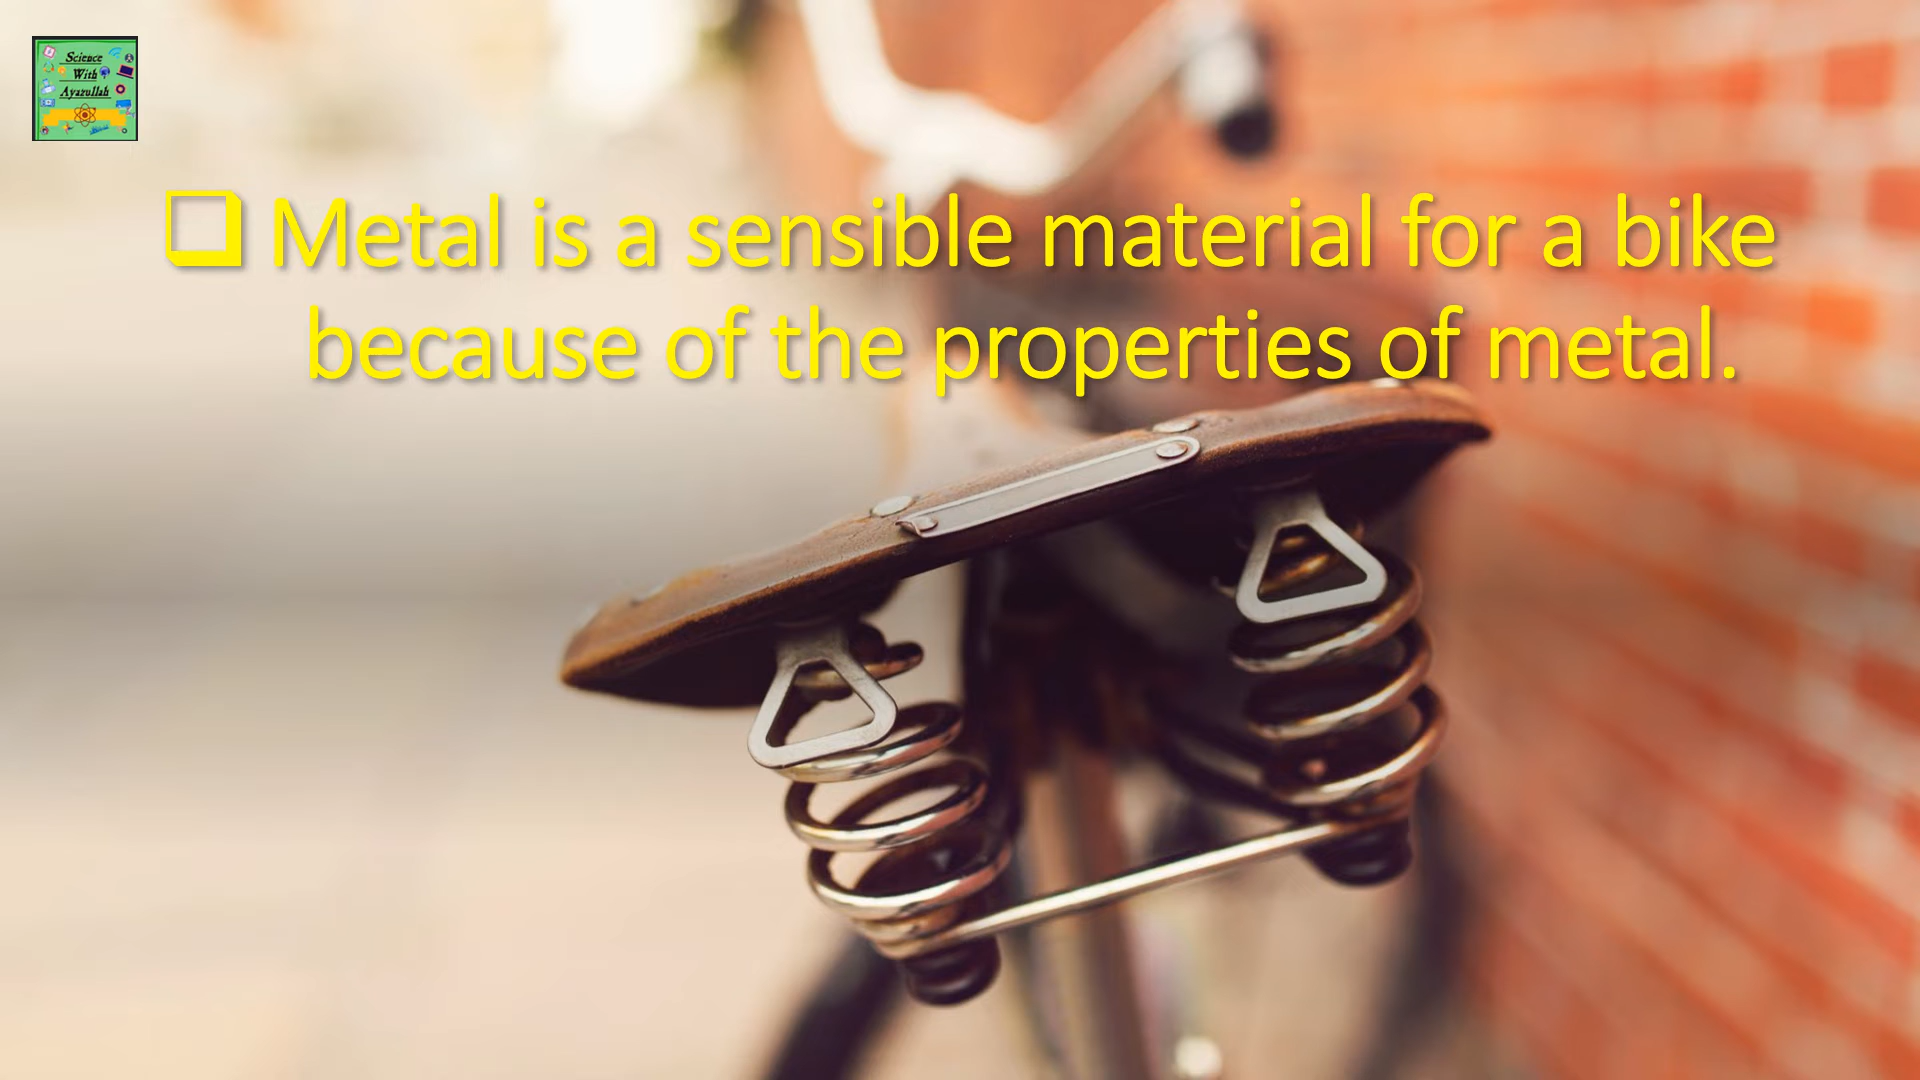 Science
With
Ayazullah
❑ Metal is a sensible material for a bike
because of the properties of metal.